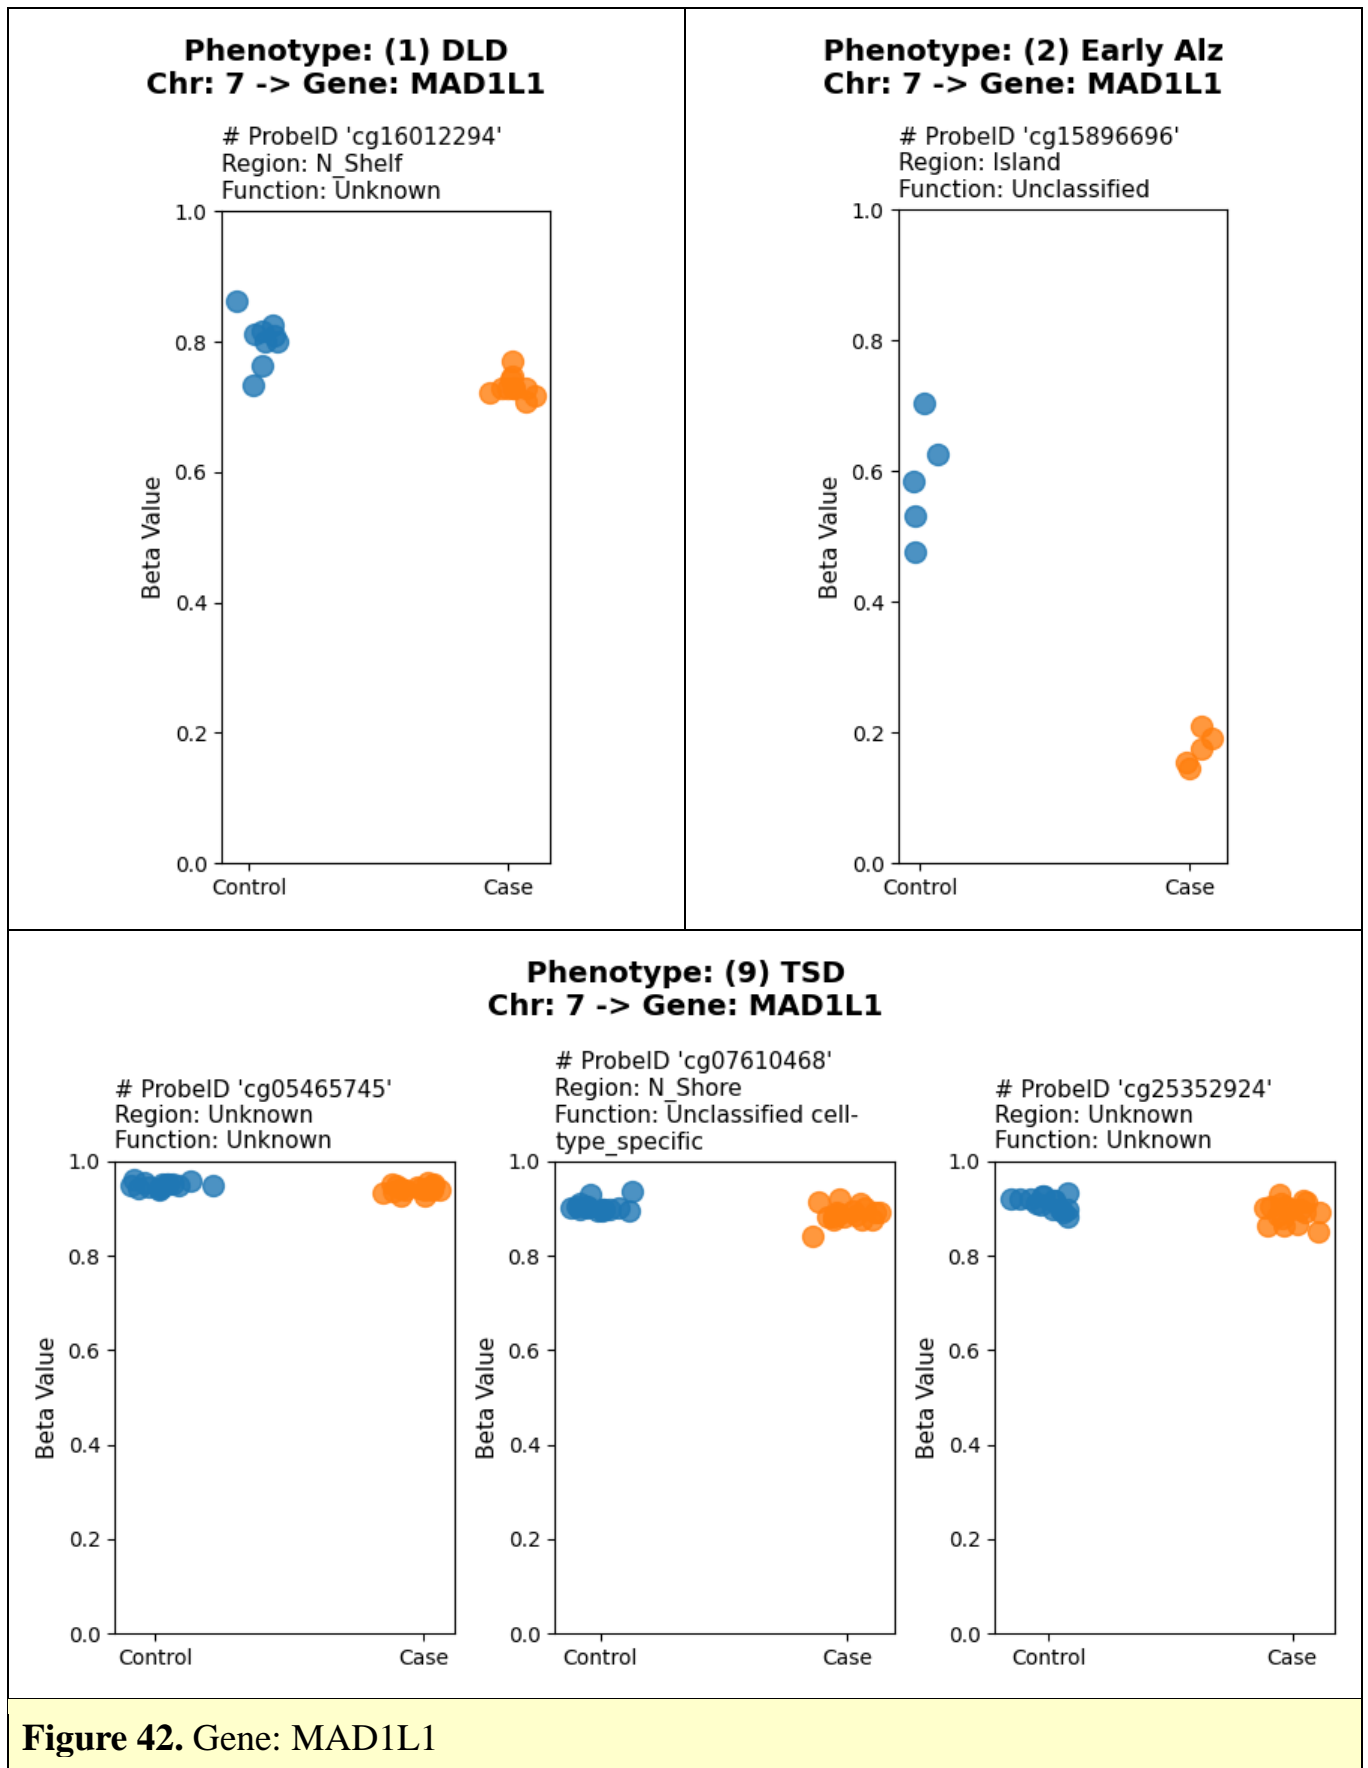 Phenotype: (1) DLD
Chr: 7 -> Gene: MAD1L1
# ProbeID 'cg16012294'
Region: N_Shelf
Function: Unknown
1.0
0.8
0.6
0.4
0.2
0.0
Beta Value
Control
Case
Phenotype: (2) Early Alz
Chr: 7 -> Gene: MAD1L1
# ProbeID 'cg15896696'
Region: Island
Function: Unclassified
1.0
0.8
0.6
0.4
0.2
0.0
Beta Value
Control
Case
Phenotype: (9) TSD
Chr: 7 -> Gene: MAD1L1
# ProbeID 'cg05465745'
Region: Unknown
Function: Unknown
1.0
0.8
0.6
0.4
0.2
0.0
Beta Value
Control
Case
# ProbeID 'cg07610468'
Region: N_Shore
Function: Unclassified cell-
type_specific
1.0
0.8
0.6
0.4
0.2
0.0
Beta Value
Control
Case
# ProbeID 'cg25352924'
Region: Unknown
Function: Unknown
1.0
0.8
0.6
0.4
0.2
0.0
Beta Value
Control
Case
Figure 42. Gene: MAD1L1